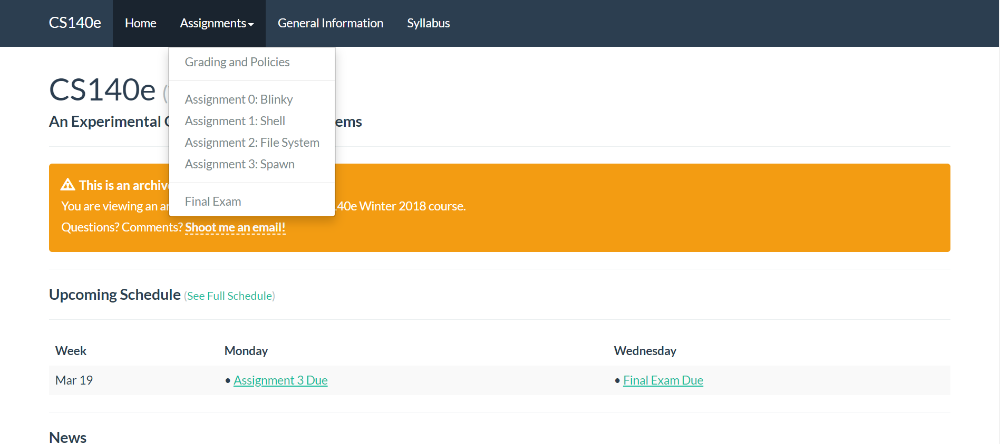 CS140e Home Assignments General Information Syllabus
Grading and Policies
Assignment 0: Blinky
Assignment 1: Shell
Assignment 2: File System
Assignment 3: Spawn
Final Exam
CS140e (
An Experimental
This is an
You are viewing an 140e Winter 2018 course.
Questions? Comments? Shoot me an email!
Upcoming Schedule (See Full Schedule)
Week Monday Wednesday
Mar 19 • Assignment 3 Due • Final Exam Due
News